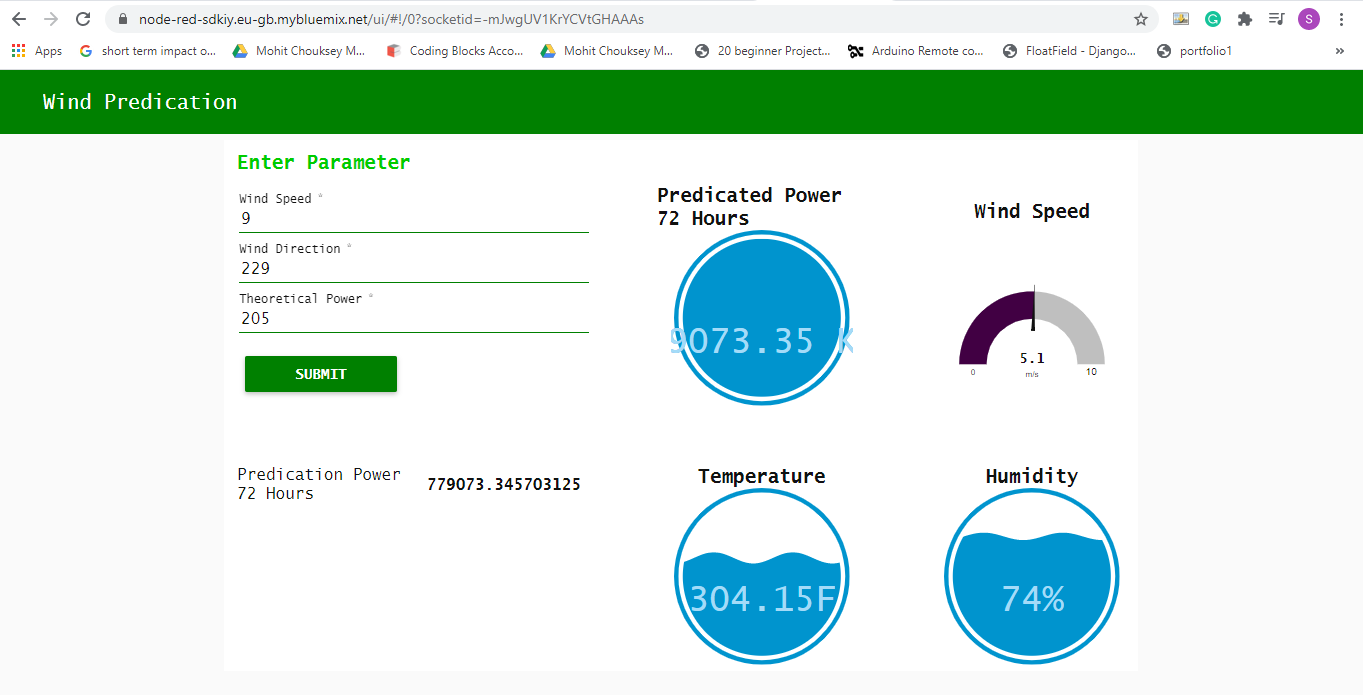 node-red-sdkiy.eu-gb.mybluemix.net/ui/#!/0?socketid=-mJwgUV1KrYCVtGHAAAs
S
Apps short term impact o... Mohit Chouksey M... Coding Blocks Acco... Mohit Chouksey M... 20 beginner Project... Arduino Remote co... FloatField - Django... portfolio1 »
Wind Predication
Enter Parameter
Wind Speed *
9
Wind Direction *
229
Theoretical Power *
205
SUBMIT
Predication Power
72 Hours
779073.345703125
Predicated Power
72 Hours
9073.35 K
Wind Speed
5.1
0 m/s 10
Temperature
304.15F
Humidity
74%